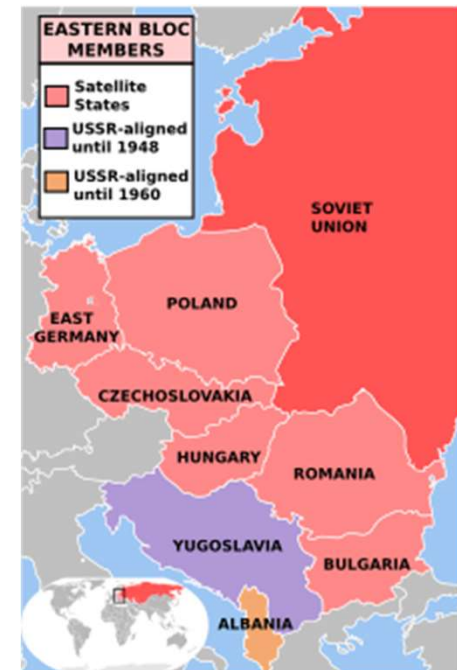 EASTERN BLOC
MEMBERS
Satellite
States
USSR-aligned
until 1948
USSR-aligned
until 1960
SOVIET
UNION
POLAND
EAST
GERMANY
CZECHOSLOVAKIA
HUNGARY
ROMANIA
YUGOSLAVIA
BULGARIA
ALBANIA